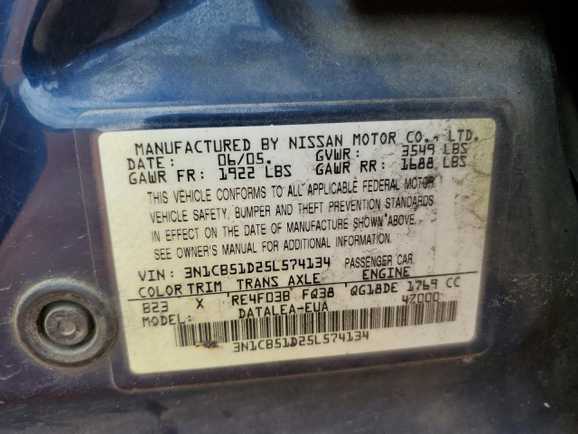 MANUFACTURED BY NISSAN MOTOR CO., LTD.
DATE: 06/05. GVWR: 3549 LBS
GAWR FR: 1922 LBS GAWR RR: 1688 LBS
THIS VEHICLE CONFORMS TO ALL APPLICABLE FEDERAL MOTOR
VEHICLE SAFETY, BUMPER AND THEFT PREVENTION STANDARDS
IN EFFECT ON THE DATE OF MANUFACTURE SHOWN ABOVE.
SEE OWNER'S MANUAL FOR ADDITIONAL INFORMATION.
VIN: 3N1CB51D25L574134 PASSENGER CAR
COLOR TRIM TRANS AXLE ENGINE
B23 X RE4F03B FQ38 QG18DE 1769 CC
MODEL: DATALEA-EUA 47000
3N1CB51D25L574134